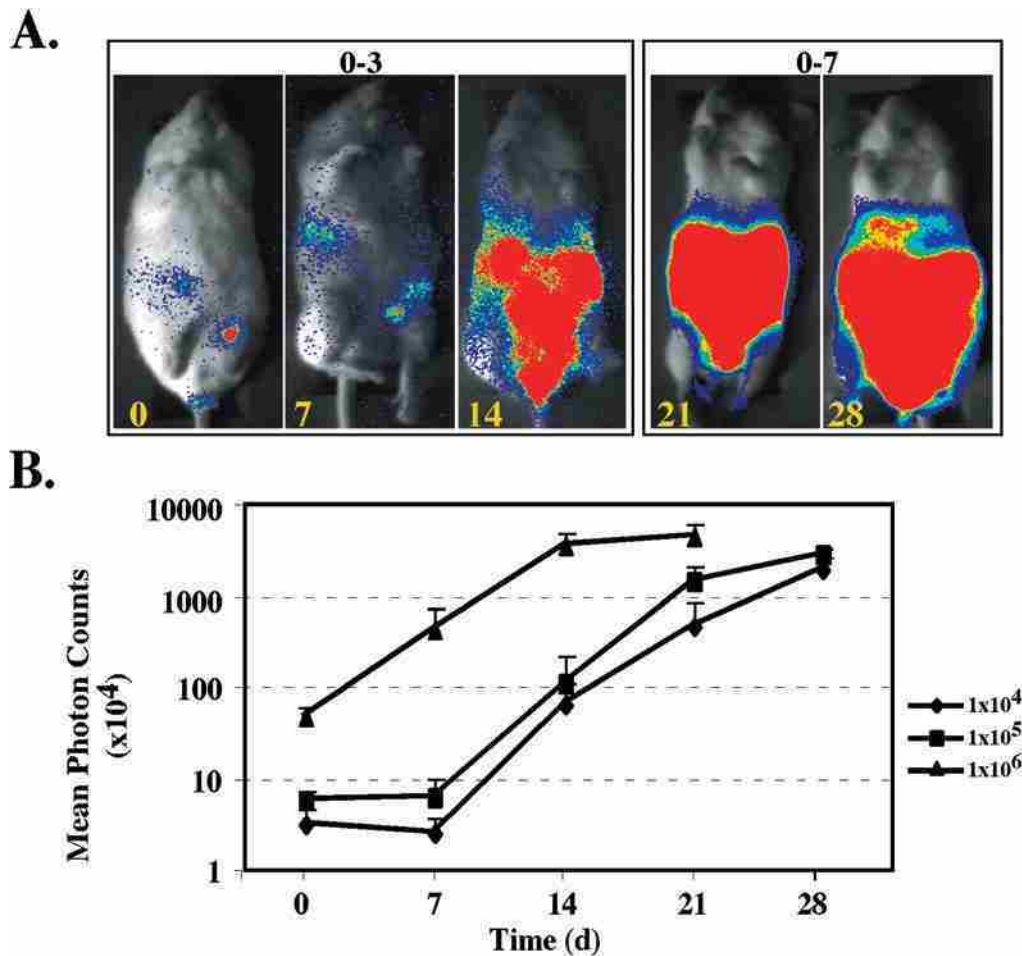 A.
0-3
0-7
0
7
14
21
28
B.
Mean Photon Counts
(x10⁴)
10000
1000
100
10
1
0
7
14
21
28
Time (d)
1x10⁴
1x10⁵
1x10⁶